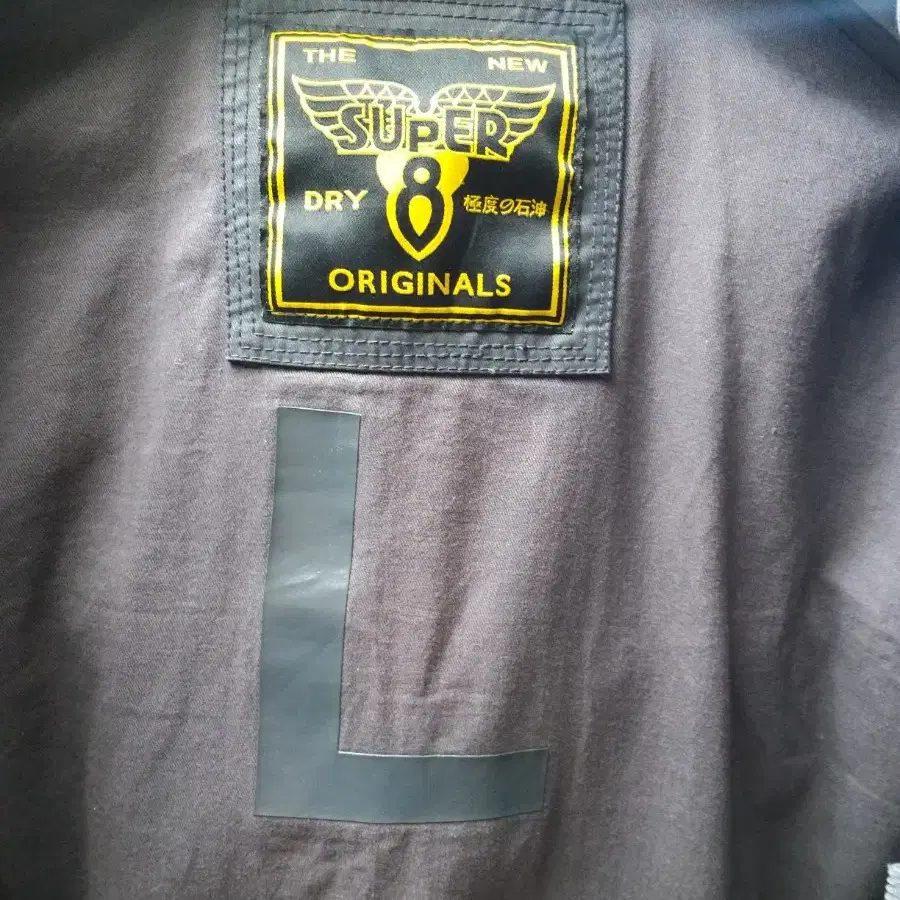 THE NEW
SUPER
8
DRY 極度の石油
ORIGINALS
L